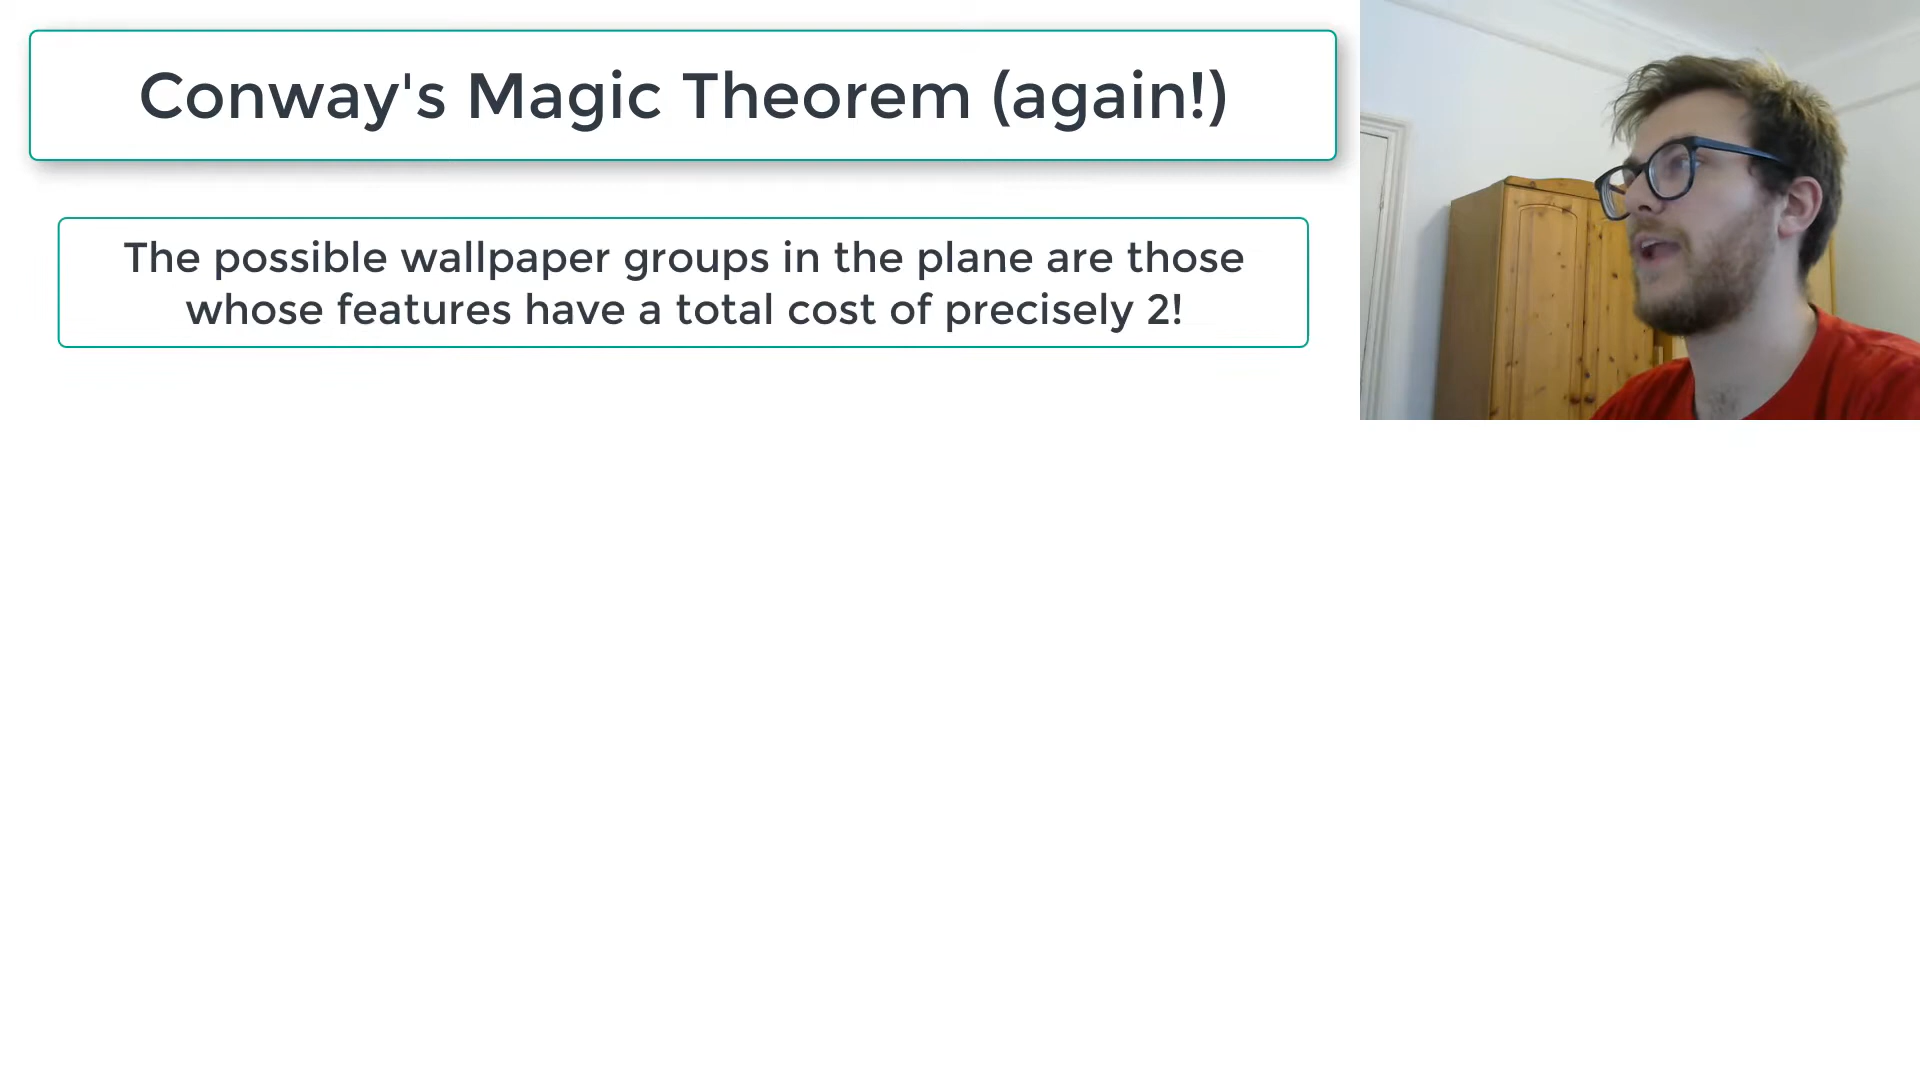 Conway's Magic Theorem (again!)
The possible wallpaper groups in the plane are those
whose features have a total cost of precisely 2!